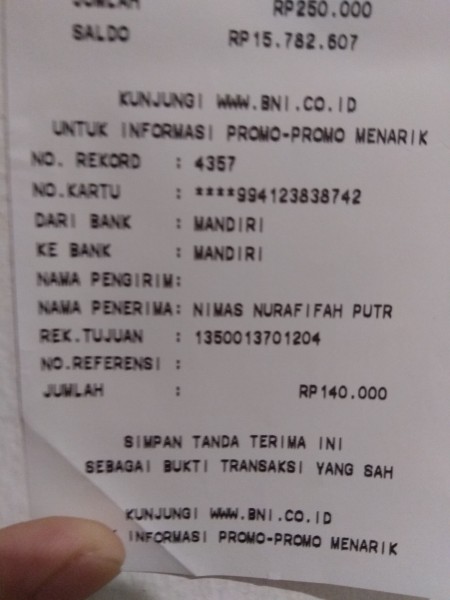 JUMLAH RP250.000
SALDO RP15.782.607
KUNJUNGI WWW.BNI.CO.ID
UNTUK INFORMASI PROMO-PROMO MENARIK
NO. REKORD : 4357
NO.KARTU : ****994123838742
DARI BANK : MANDIRI
KE BANK : MANDIRI
NAMA PENGIRIM:
NAMA PENERIMA: NIMAS NURAFIFAH PUTR
REK.TUJUAN : 1350013701204
NO.REFERENSI :
JUMLAH : RP140.000
SIMPAN TANDA TERIMA INI
SEBAGAI BUKTI TRANSAKSI YANG SAH
KUNJUNGI WWW.BNI.CO.ID
INFORMASI PROMO-PROMO MENARIK